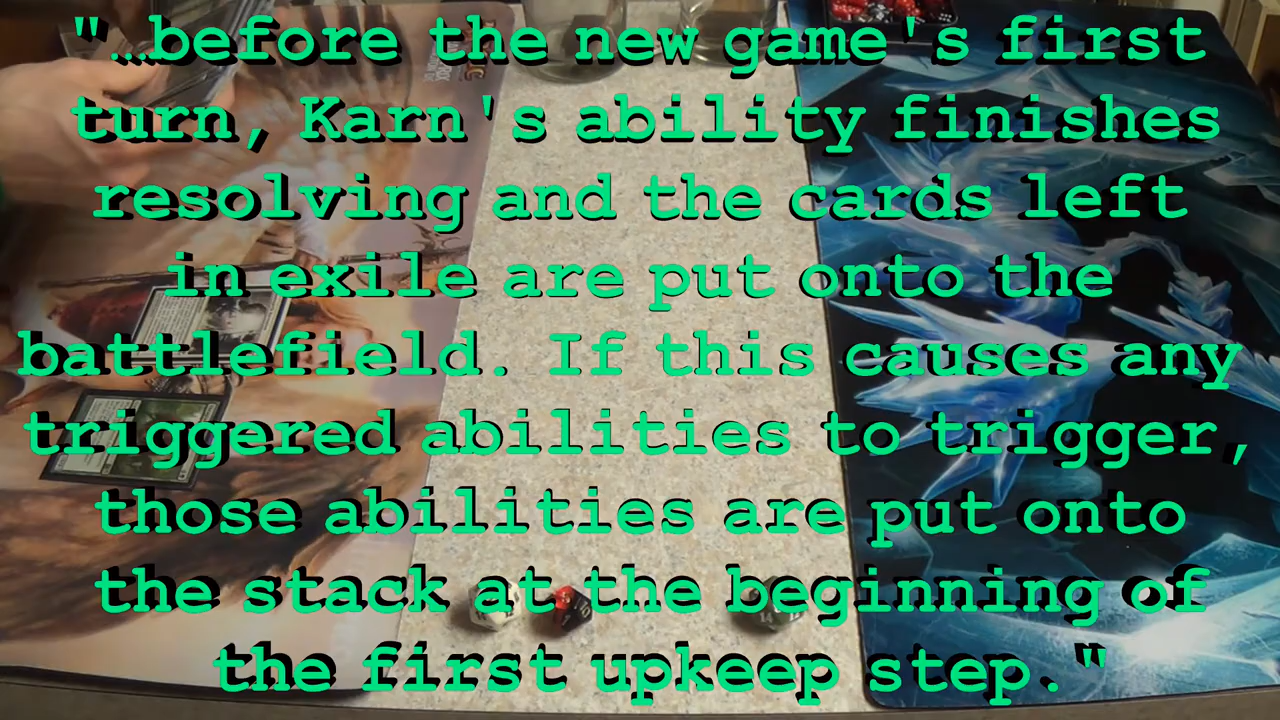 "…before the new game's first
turn, Karn's ability finishes
resolving and the cards left
in exile are put onto the
battlefield. If this causes any
triggered abilities to trigger,
those abilities are put onto
the stack at the beginning of
the first upkeep step."